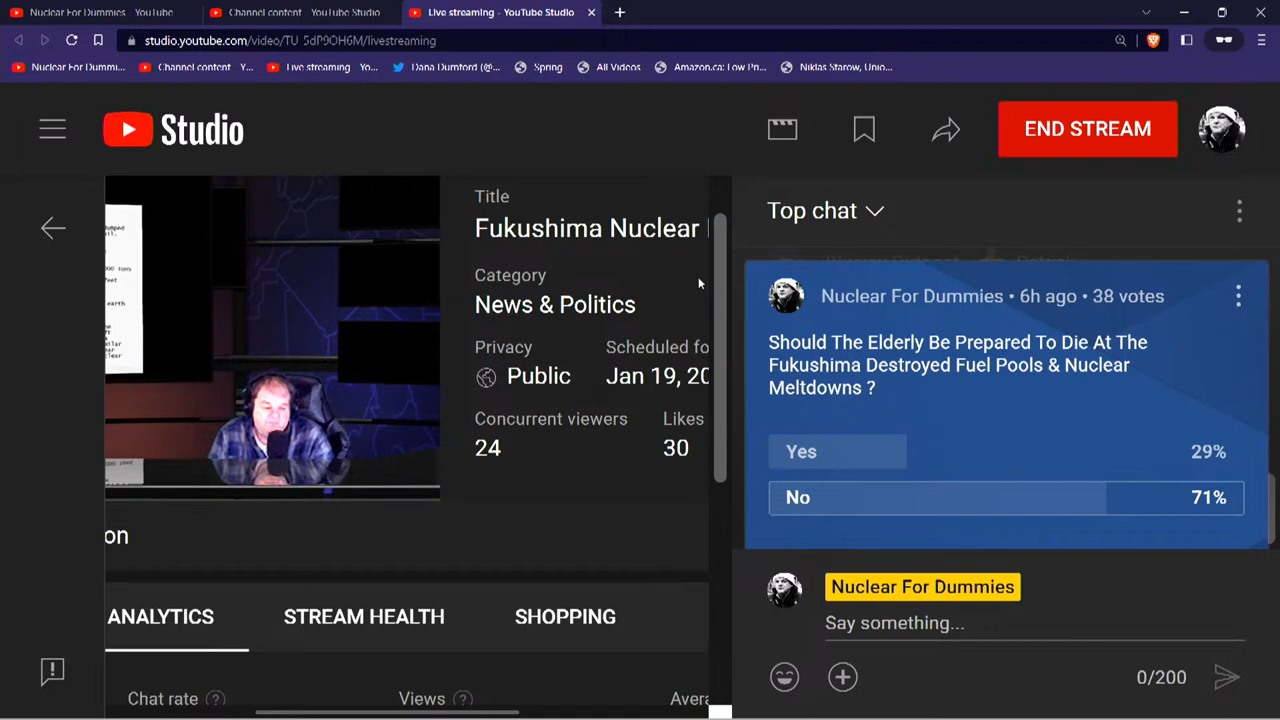 Nuclear For Dummies YouTube
Channel content YouTube Studio
Live streaming - YouTube Studio
studio.youtube.com/video/TU 5dP9OH6M/livestreaming
Nuclear For Dummi...
Channel content Y...
Live streaming Yo...
Dana Durnford (@...
Spring
All Videos
Amazon.ca: Low Pri...
Niklas Starow, Unio...
Studio
END STREAM
Title
Fukushima Nuclear
Category
News & Politics
Privacy
Scheduled fo
Public
Jan 19, 20
Concurrent viewers
Likes
24
30
on
ANALYTICS
STREAM HEALTH
SHOPPING
Chat rate
Views
Avera
Top chat
Nuclear For Dummies • 6h ago • 38 votes
Should The Elderly Be Prepared To Die At The
Fukushima Destroyed Fuel Pools & Nuclear
Meltdowns ?
Yes 29%
No 71%
Nuclear For Dummies
Say something...
0/200